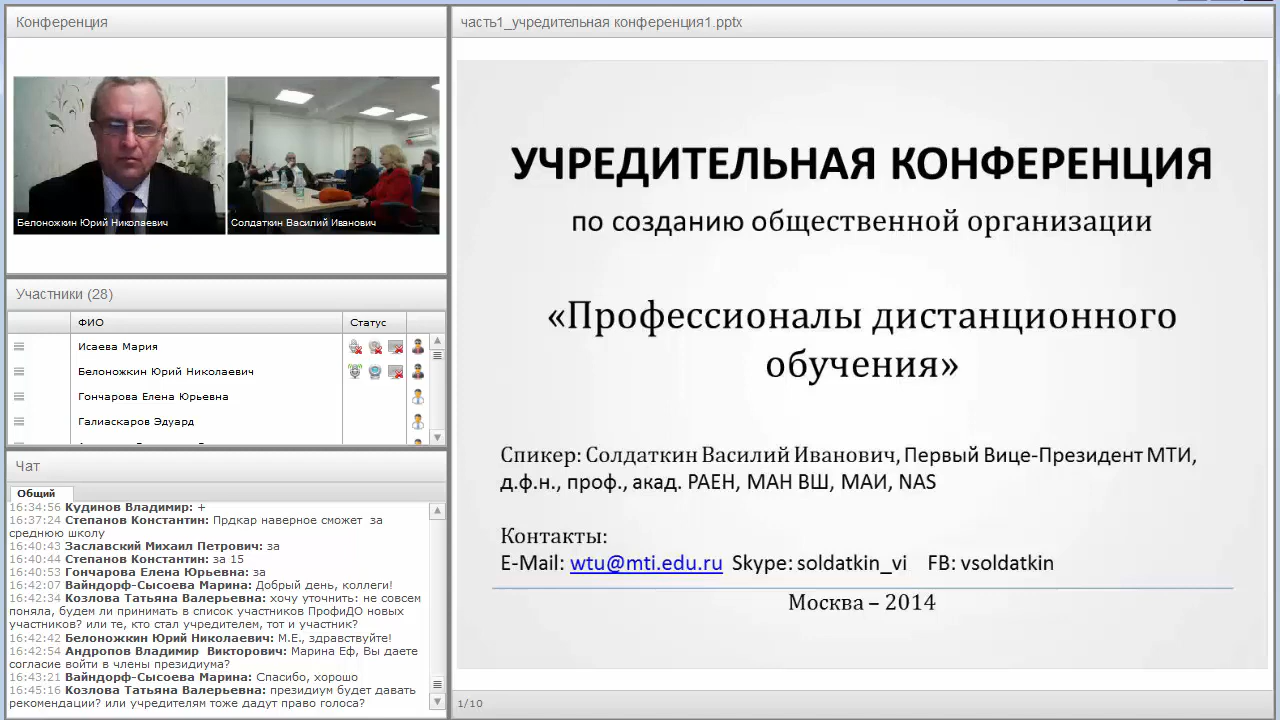 Конференция
Белоножкин Юрий Николаевич
Солдаткин Василий Иванович
Участники (28)
ФИО
Статус
Исаева Мария
Белоножкин Юрий Николаевич
Гончарова Елена Юрьевна
Галиаскаров Эдуард
Чат
Общий
16:34:56 Кудинов Владимир: +
16:37:24 Степанов Константин: Прдкар наверное сможет за
среднюю школу
16:40:43 Заславский Михаил Петрович: за
16:40:44 Степанов Константин: за 15
16:40:53 Гончарова Елена Юрьевна: за
16:42:07 Вайндорф-Сысоева Марина: Добрый день, коллеги!
16:42:34 Козлова Татьяна Валерьевна: хочу уточнить: не совсем
поняла, будем ли принимать в список участников ПрофиДО новых
участников? или те, кто стал учредителем, тот и участник?
16:42:42 Белоножкин Юрий Николаевич: М.Е., здравствуйте!
16:42:54 Андропов Владимир Викторович: Марина Еф, Вы даете
согласие войти в члены президиума?
16:43:21 Вайндорф-Сысоева Марина: Спасибо, хорошо
16:45:16 Козлова Татьяна Валерьевна: президиум будет давать
рекомендации? или учредителям тоже дадут право голоса?
часть1_учредительная конференция1.pptx
УЧРЕДИТЕЛЬНАЯ КОНФЕРЕНЦИЯ
по созданию общественной организации
«Профессионалы дистанционного
обучения»
Спикер: Солдаткин Василий Иванович, Первый Вице-Президент МТИ,
д.ф.н., проф., акад. РАЕН, МАН ВШ, МАИ, NAS
Контакты:
E-Mail: wtu@mti.edu.ru Skype: soldatkin_vi FB: vsoldatkin
Москва – 2014
1/10